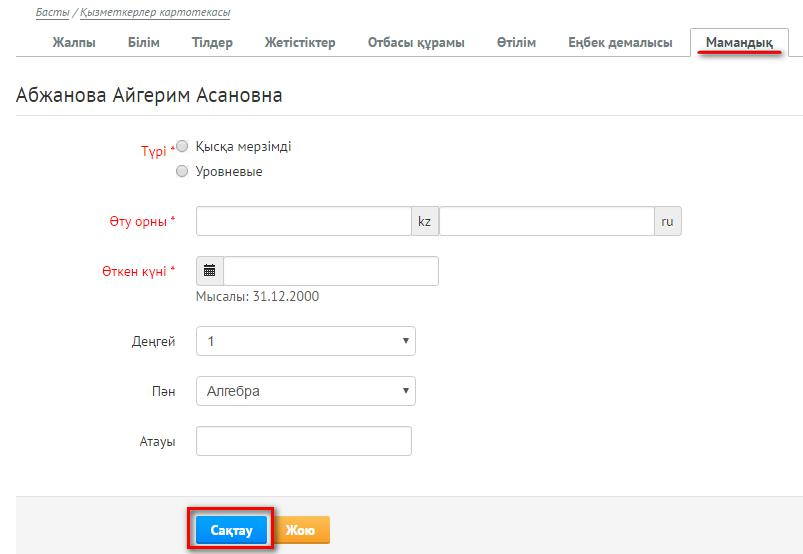 Басты / Қызметкерлер картотекасы
Жалпы Білім Тілдер Жетістіктер Отбасы құрамы Өтілім Еңбек демалысы Мамандық
Абжанова Айгерим Асановна
Түрі * Қысқа мерзімді
Уровневые
Өту орны * kz ru
Өткен күні *
Мысалы: 31.12.2000
Деңгей 1
Пән Алгебра
Атауы
Сақтау Жою